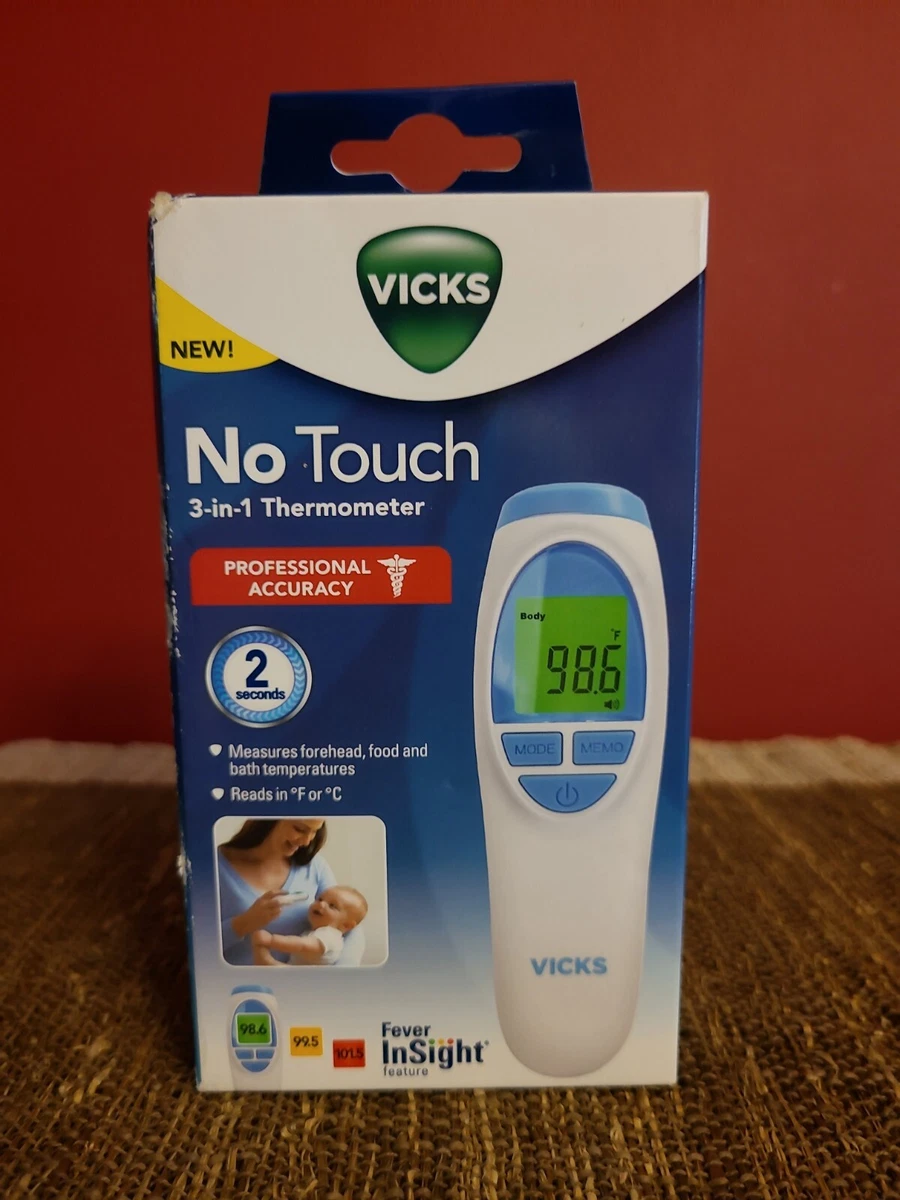 VICKS
NEW!
No Touch
3-in-1 Thermometer
PROFESSIONAL
ACCURACY
2
seconds
Measures forehead, food and
bath temperatures
Reads in °F or °C
Body
°F
98.6
MODE
MEMO
VICKS
98.6
99.5
101.5
Fever
InSight®
feature